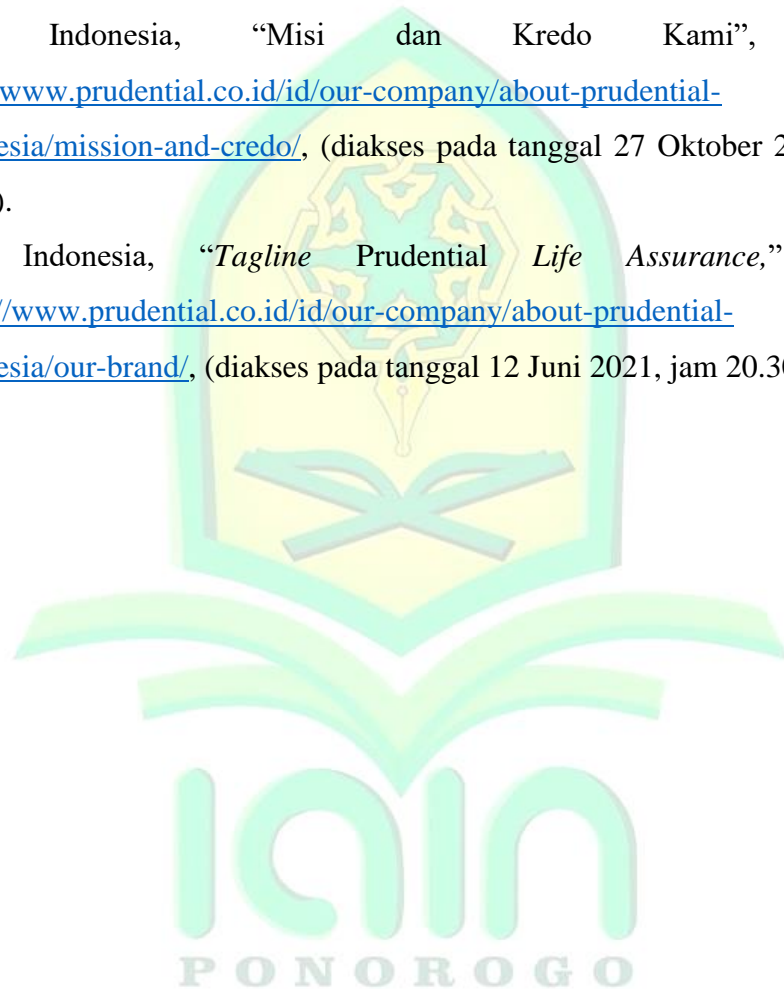 Indonesia, “Misi dan Kredo Kami”,
www.prudential.co.id/id/our-company/about-prudential-
esia/mission-and-credo/, (diakses pada tanggal 27 Oktober 2
).
Indonesia, “Tagline Prudential Life Assurance,”
//www.prudential.co.id/id/our-company/about-prudential-
esia/our-brand/, (diakses pada tanggal 12 Juni 2021, jam 20.30
IAIN
PONOROGO